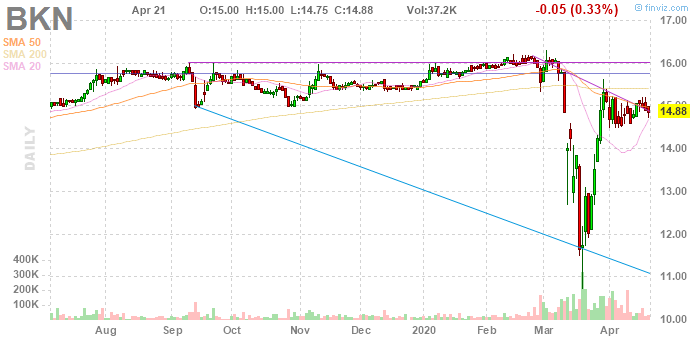 BKN Apr 21 O:15.00 H:15.00 L:14.75 C:14.88 Vol:37.2K -0.05 (0.33%) © finviz.com
SMA 50
SMA 200
SMA 20
DAILY
17.00
16.00
15.00
14.88
14.00
13.00
12.00
11.00
10.00
400K
300K
200K
100K
Aug Sep Oct Nov Dec 2020 Feb Mar Apr